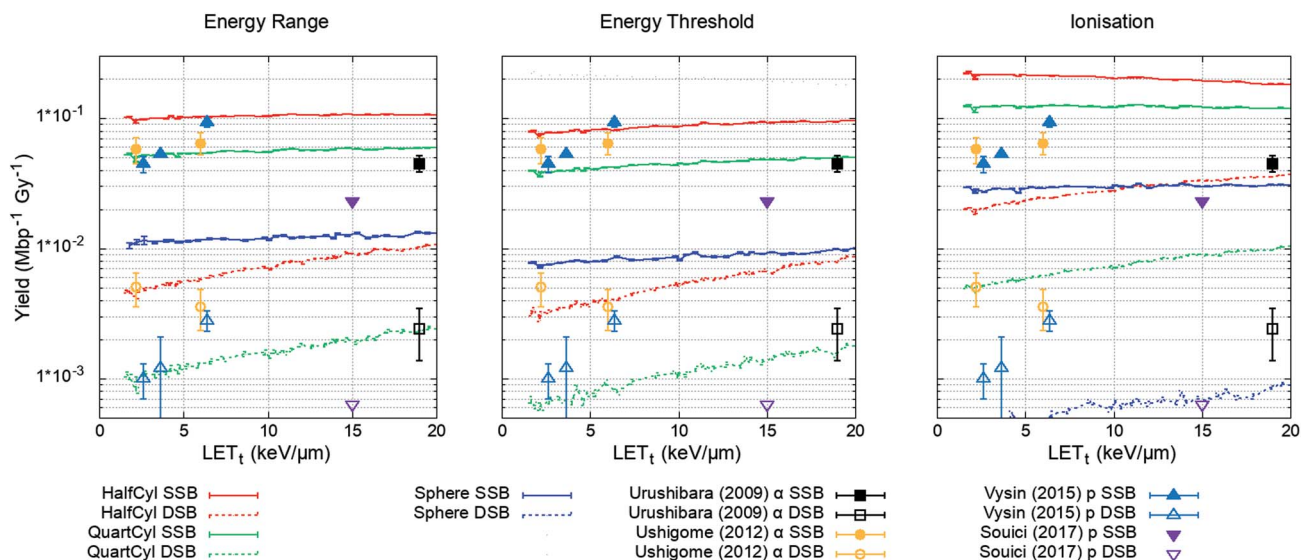 Energy Range
Energy Threshold
Ionisation
Yield (Mbp⁻¹ Gy⁻¹)
1*10⁻¹
1*10⁻²
1*10⁻³
0 5 10 15 20
0 5 10 15 20
0 5 10 15 20
LETₜ (keV/µm)
LETₜ (keV/µm)
LETₜ (keV/µm)
HalfCyl SSB
HalfCyl DSB
QuartCyl SSB
QuartCyl DSB
Sphere SSB
Sphere DSB
Urushibara (2009) α SSB
Urushibara (2009) α DSB
Ushigome (2012) α SSB
Ushigome (2012) α DSB
Vysin (2015) p SSB
Vysin (2015) p DSB
Souici (2017) p SSB
Souici (2017) p DSB